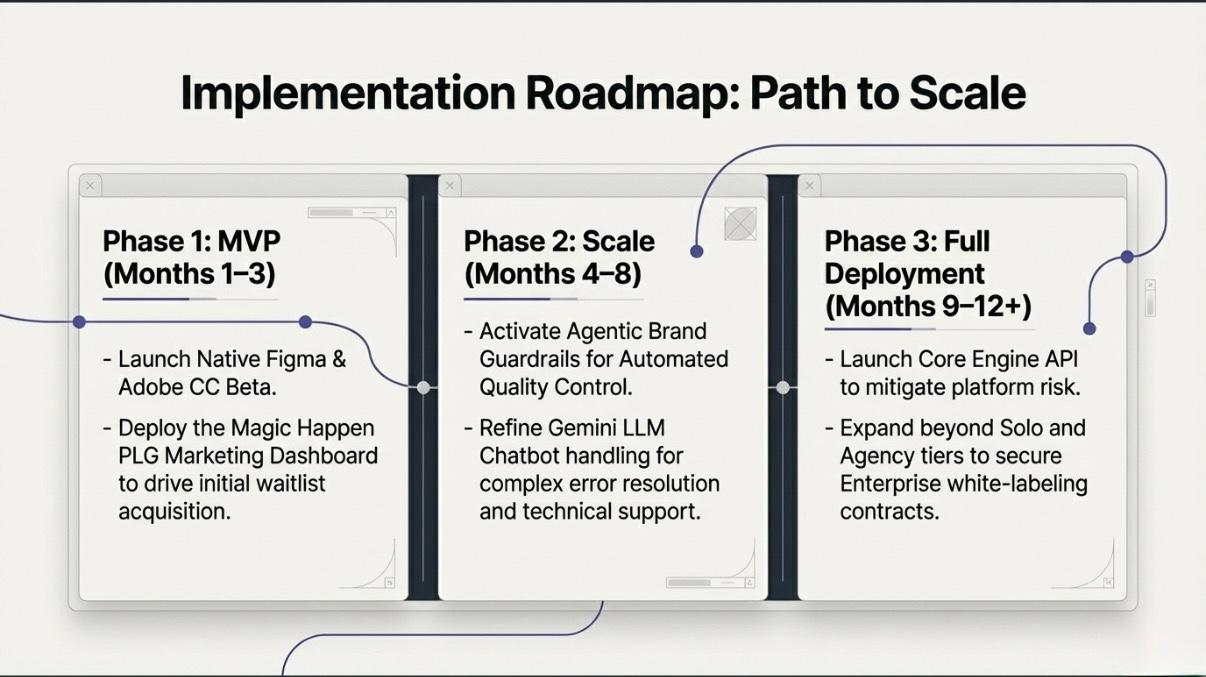 Implementation Roadmap: Path to Scale
Phase 1: MVP
(Months 1–3)
- Launch Native Figma &
Adobe CC Beta.
- Deploy the Magic Happen
PLG Marketing Dashboard
to drive initial waitlist
acquisition.
Phase 2: Scale
(Months 4–8)
- Activate Agentic Brand
Guardrails for Automated
Quality Control.
- Refine Gemini LLM
Chatbot handling for
complex error resolution
and technical support.
Phase 3: Full
Deployment
(Months 9–12+)
- Launch Core Engine API
to mitigate platform risk.
- Expand beyond Solo and
Agency tiers to secure
Enterprise white-labeling
contracts.